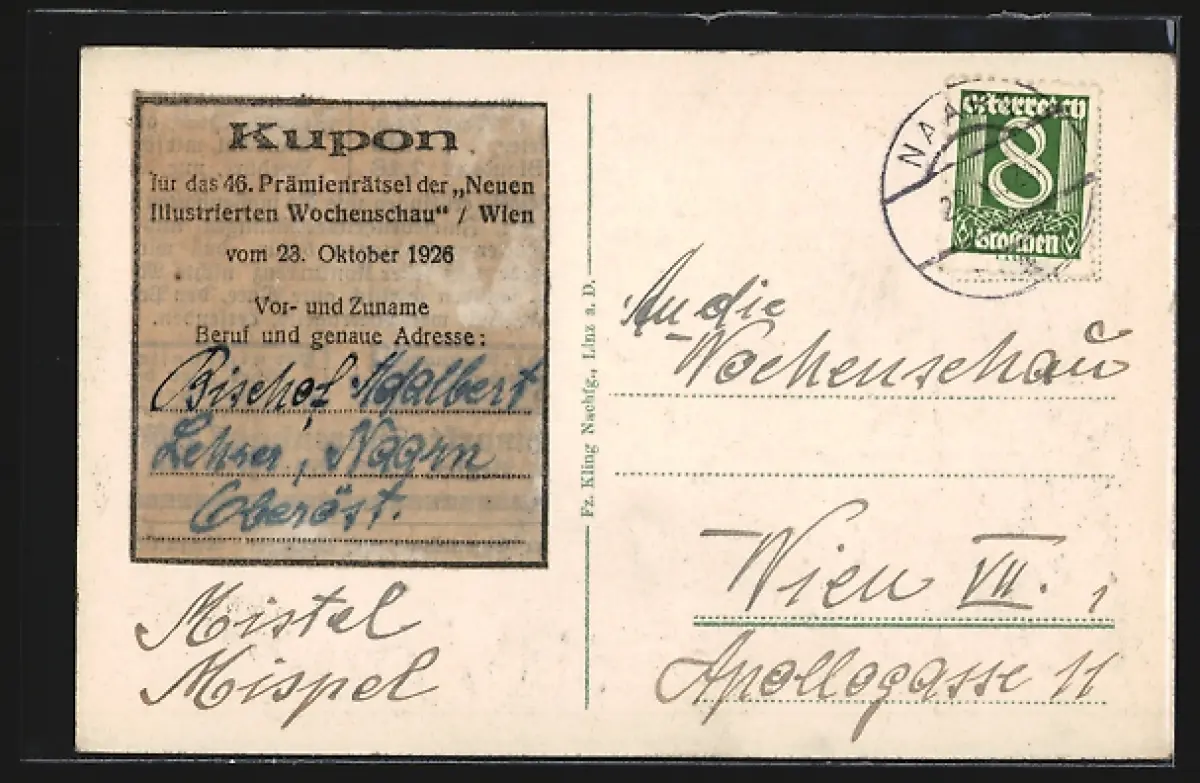 Kupon
für das 46. Prämienrätsel der „Neuen
Illustrierten Wochenschau“ / Wien
vom 23. Oktober 1926
Vor- und Zuname
Beruf und genaue Adresse:
Bischof Adalbert
Lehrer, Naarn
Oberöst.
Mistel
Mispel
Fz. Kling Nachfg., Linz a. D.
NAA
Österreich
8
Groschen
An die
Wochenschau
Wien VII.,
Apollogasse 11